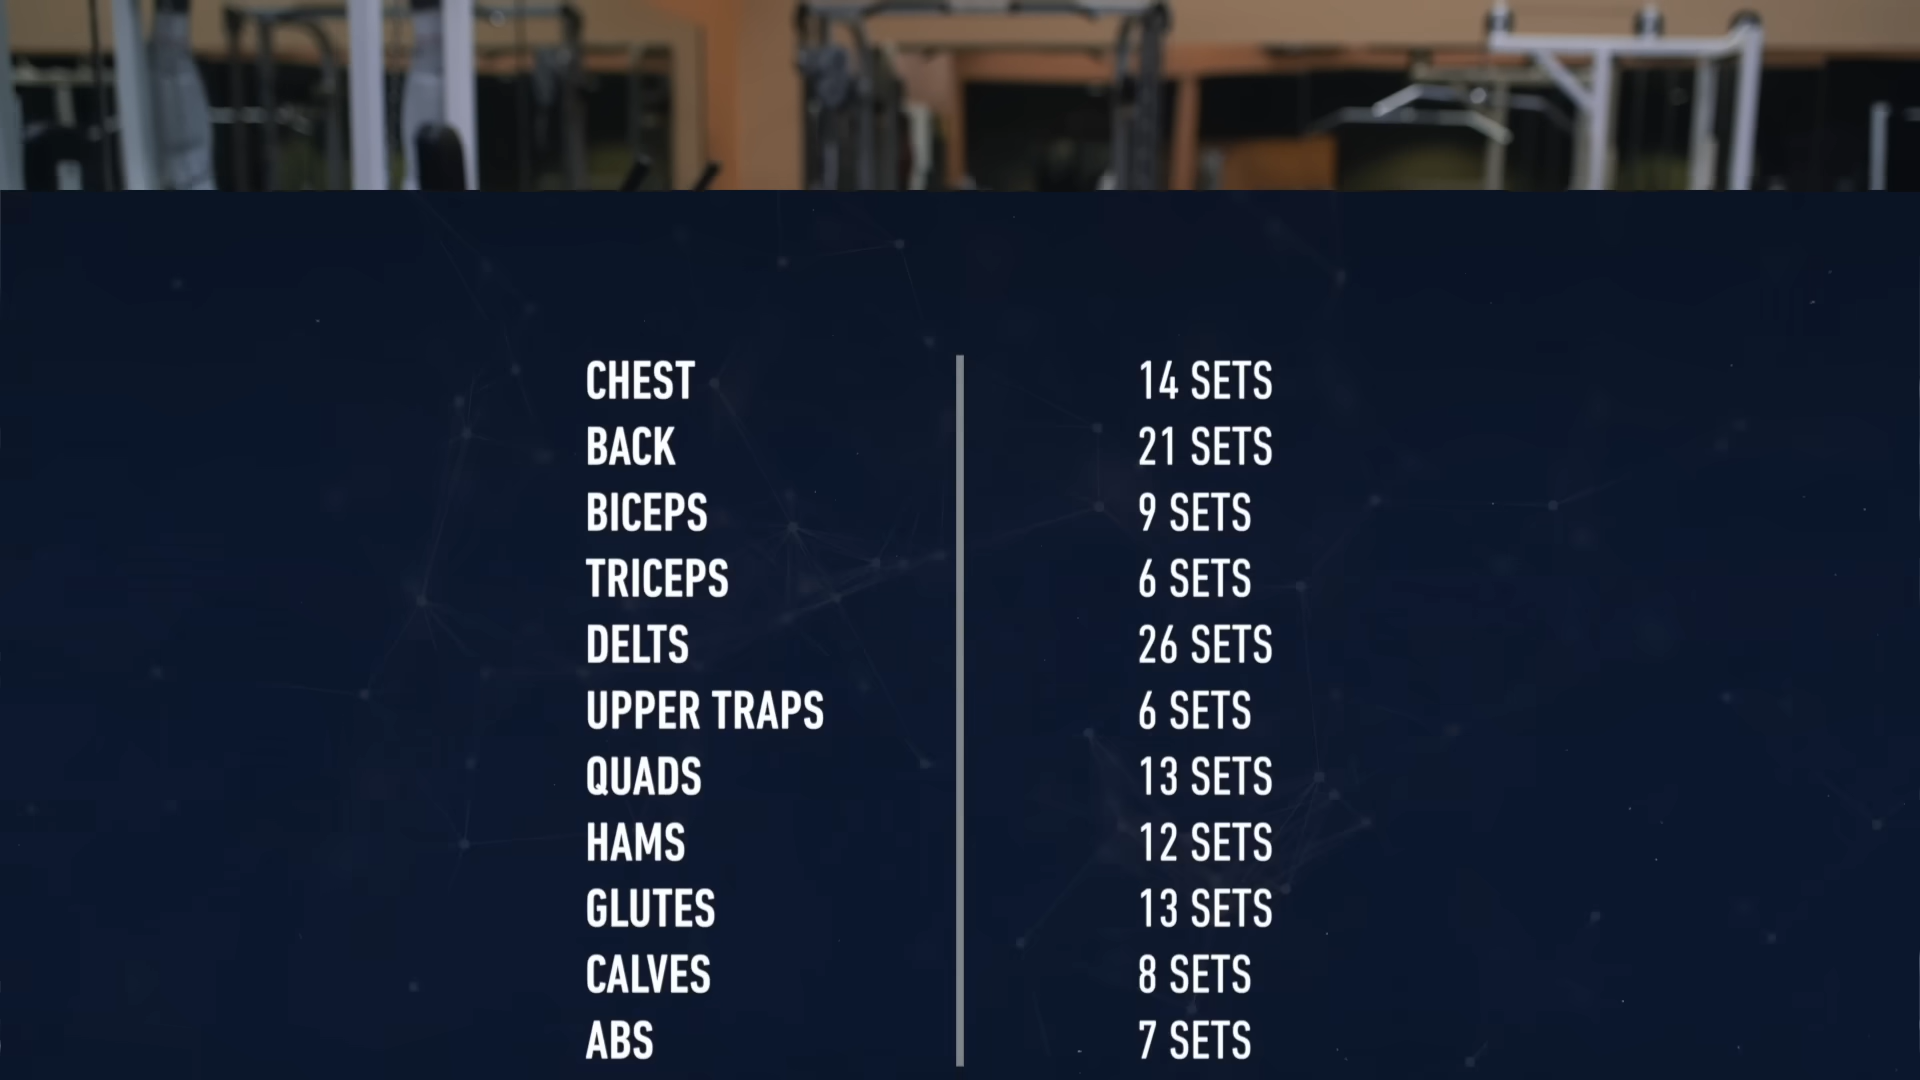 CHEST 14 SETS
BACK 21 SETS
BICEPS 9 SETS
TRICEPS 6 SETS
DELTS 26 SETS
UPPER TRAPS 6 SETS
QUADS 13 SETS
HAMS 12 SETS
GLUTES 13 SETS
CALVES 8 SETS
ABS 7 SETS